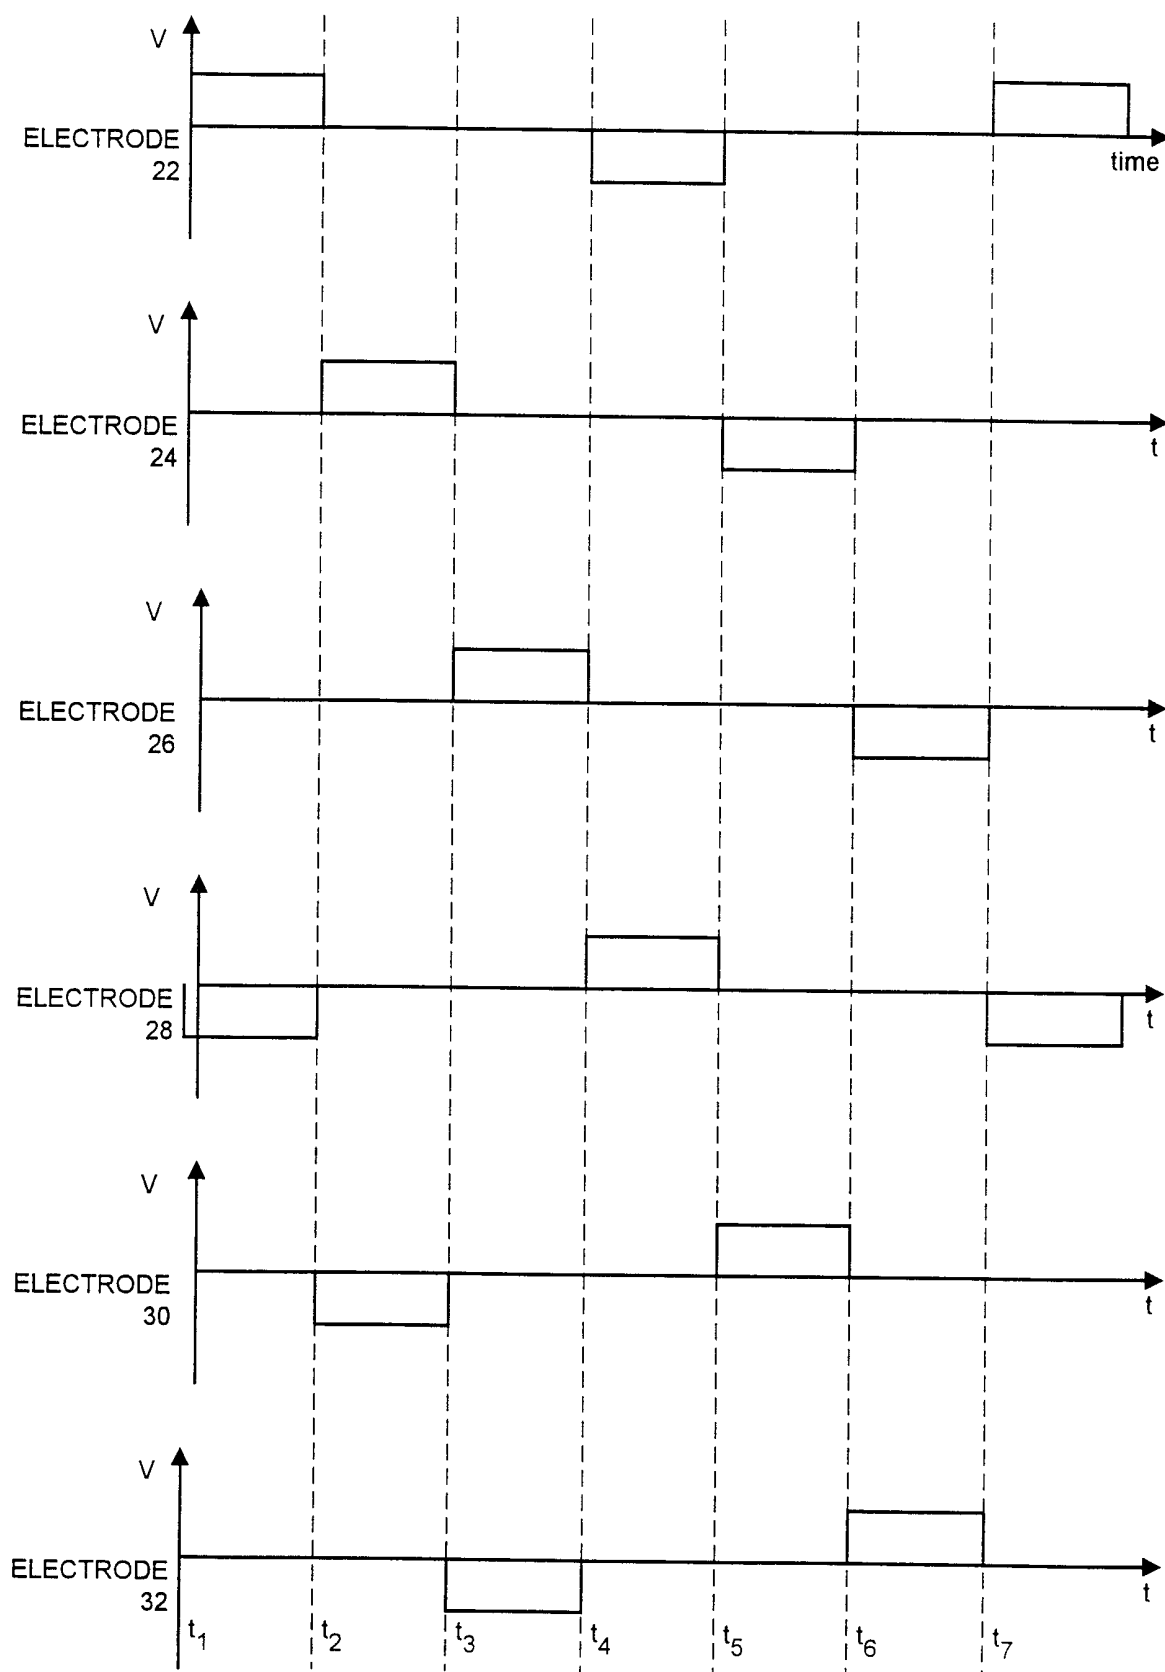 V
ELECTRODE
22
time
V
ELECTRODE
24
t
V
ELECTRODE
26
t
V
ELECTRODE
28
t
V
ELECTRODE
30
t
V
ELECTRODE
32
t
t1 t2 t3 t4 t5 t6 t7